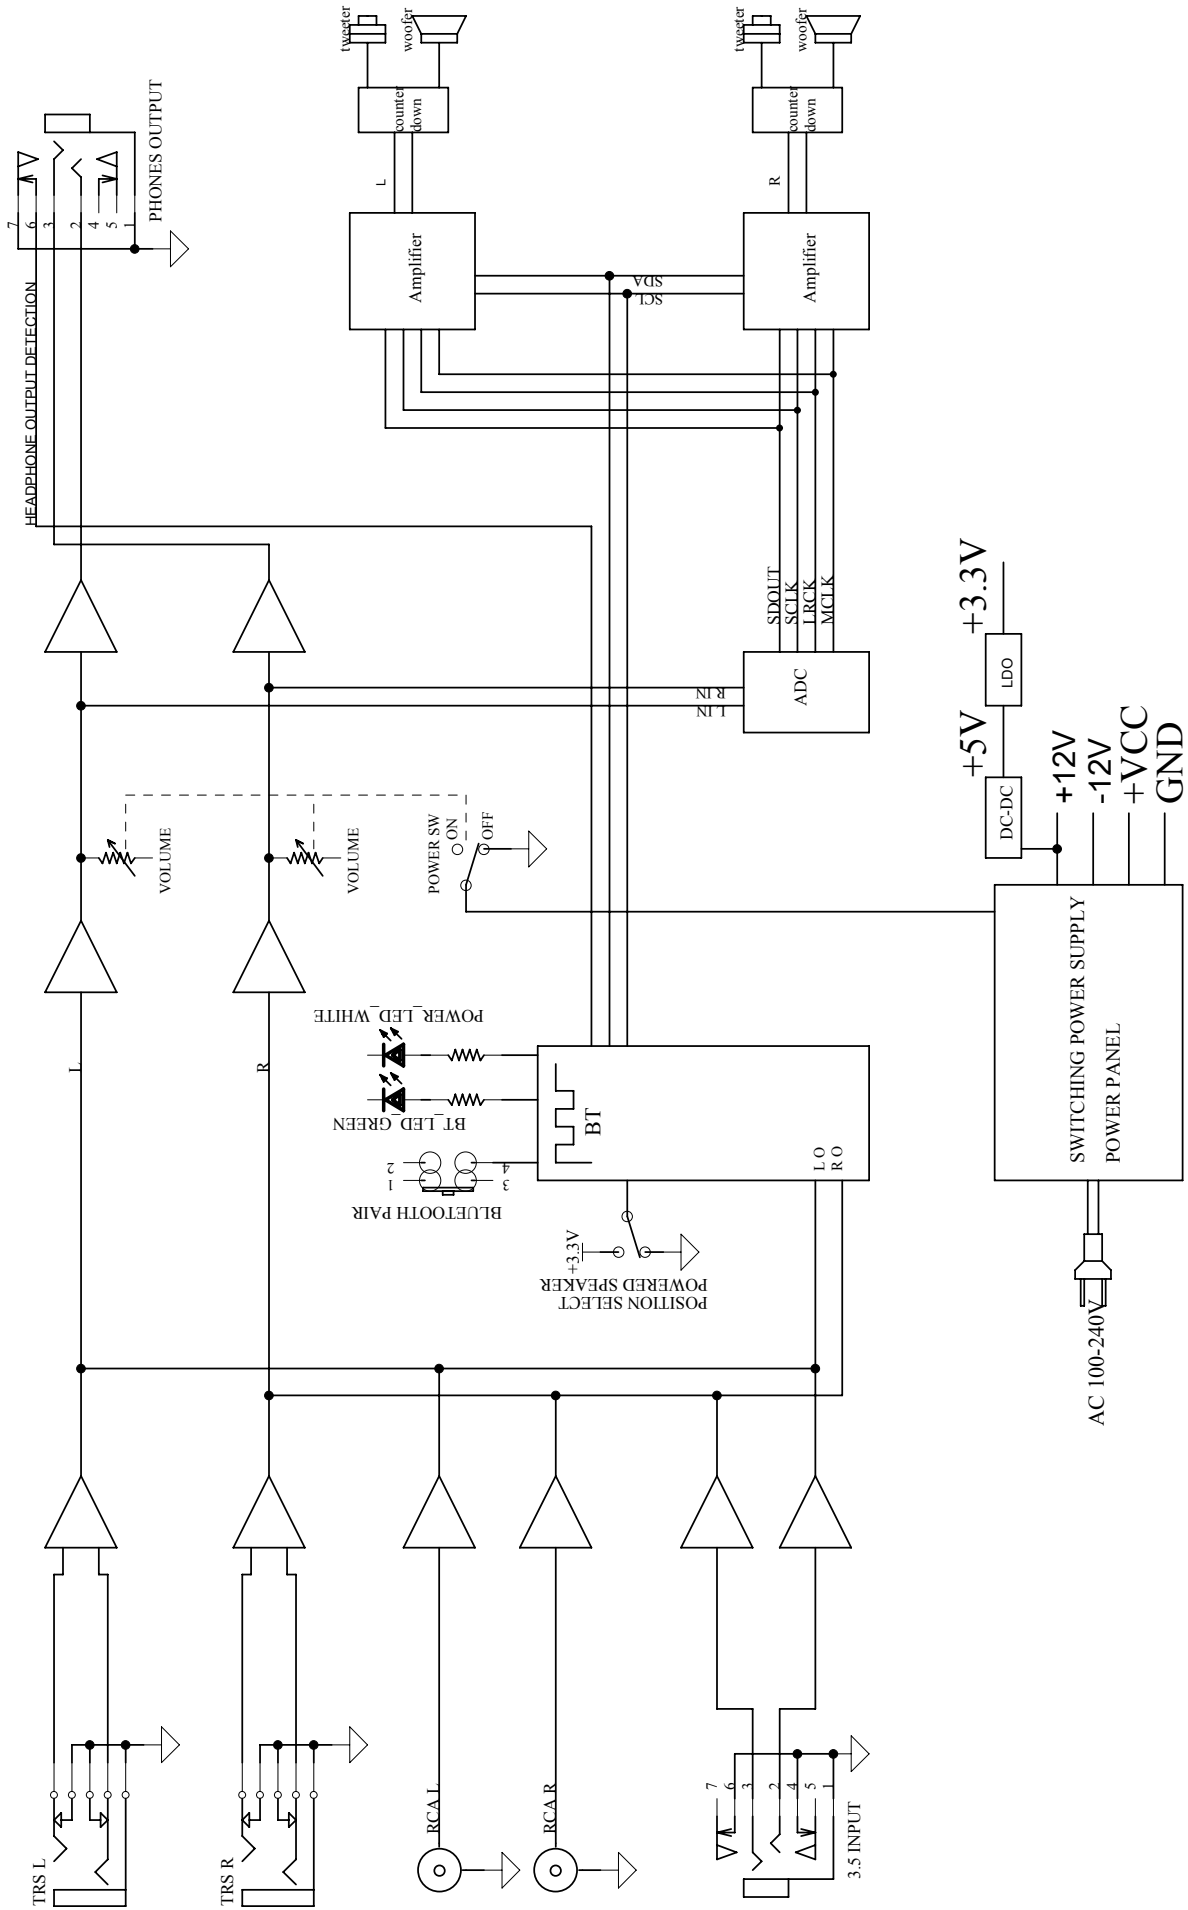 TRS L
TRS R
RCA L
RCA R
3.5 INPUT
7
6
3
2
4
5
1
L
R
VOLUME
VOLUME
POWER SW
ON
OFF
HEADPHONE OUTPUT DETECTION
PHONES OUTPUT
7
6
3
2
4
5
1
POWER_LED_WHITE
BT_LED_GREEN
BLUETOOTH PAIR
1
2
3
4
BT
L O
R O
+3.3V
POSITION SELECT
POWERED SPEAKER
L IN
R IN
ADC
SDOUT
SCLK
LRCK
MCLK
SDA
SCL
Amplifier
L
counter
down
tweeter
woofer
Amplifier
R
counter
down
tweeter
woofer
AC 100-240V
SWITCHING POWER SUPPLY
POWER PANEL
DC-DC
+5V
LDO
+3.3V
+12V
-12V
+VCC
GND